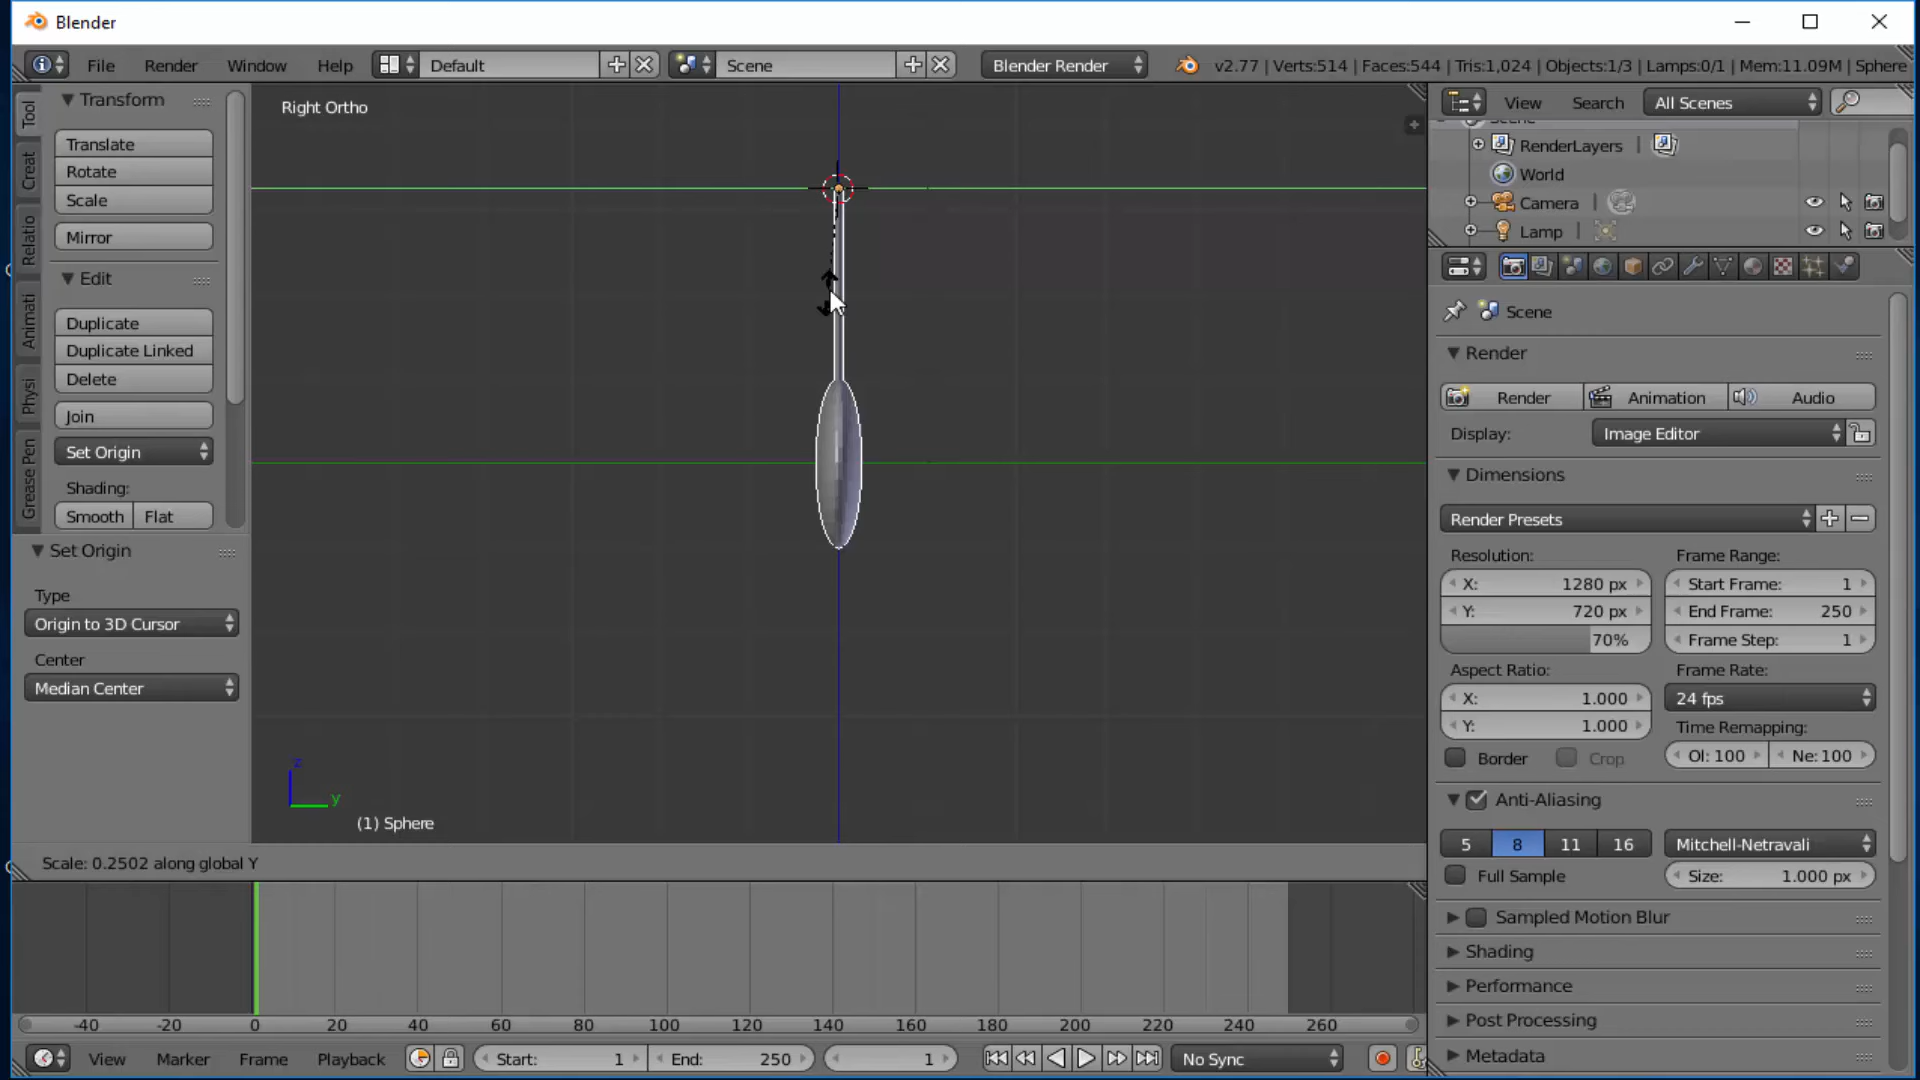 Blender
File Render Window Help Default Scene Blender Render v2.77 | Verts:514 | Faces:544 | Tris:1,024 | Objects:1/3 | Lamps:0/1 | Mem:11.09M | Sphere
Tool
Creat
Relatio
Animati
Physi
Grease Pen
Transform
Translate
Rotate
Scale
Mirror
Edit
Duplicate
Duplicate Linked
Delete
Join
Set Origin
Shading:
Smooth Flat
Set Origin
Type
Origin to 3D Cursor
Center
Median Center
Right Ortho
z
y
(1) Sphere
Scale: 0.2502 along global Y
View Search All Scenes
Scene
RenderLayers |
World
Camera
Lamp |
Scene
Render
Render Animation Audio
Display: Image Editor
Dimensions
Render Presets
Resolution: Frame Range:
X: 1280 px Start Frame: 1
Y: 720 px End Frame: 250
70% Frame Step: 1
Aspect Ratio: Frame Rate:
X: 1.000 24 fps
Y: 1.000 Time Remapping:
Border Crop Ol: 100 Ne: 100
Anti-Aliasing
5 8 11 16 Mitchell-Netravali
Full Sample Size: 1.000 px
Sampled Motion Blur
Shading
Performance
Post Processing
Metadata
-40 -20 0 20 40 60 80 100 120 140 160 180 200 220 240 260
View Marker Frame Playback Start: 1 End: 250 1 No Sync